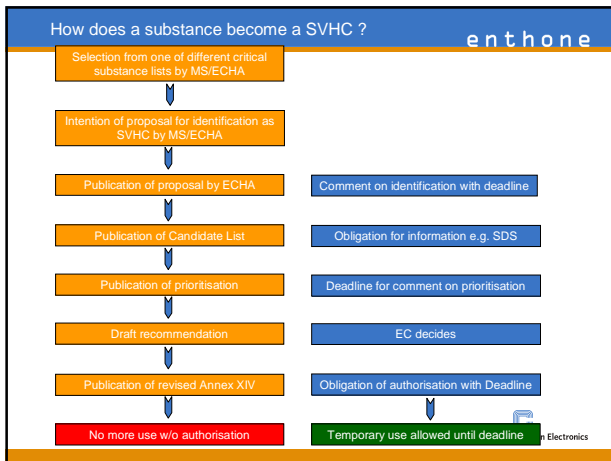 How does a substance become a SVHC ?
enthone
Selection from one of different critical
substance lists by MS/ECHA
Intention of proposal for identification as
SVHC by MS/ECHA
Publication of proposal by ECHA
Comment on identification with deadline
Publication of Candidate List
Obligation for information e.g. SDS
Publication of prioritisation
Deadline for comment on prioritisation
Draft recommendation
EC decides
Publication of revised Annex XIV
Obligation of authorisation with Deadline
No more use w/o authorisation
Temporary use allowed until deadline
n Electronics